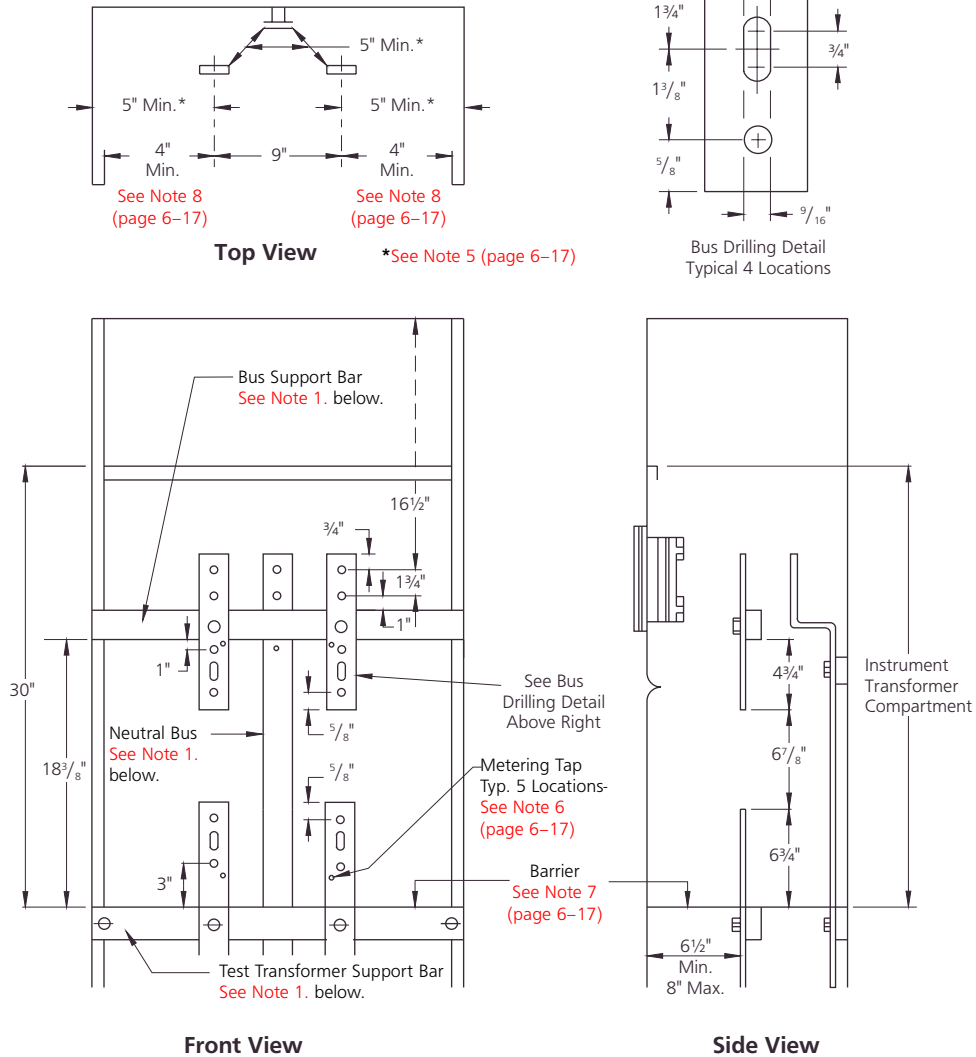 5" Min.*
5" Min.*
5" Min.*
4"
Min.
9"
4"
Min.
See Note 8
(page 6–17)
See Note 8
(page 6–17)
Top View
*See Note 5 (page 6–17)
1¾"
¾"
1³/₈"
⁵/₈"
⁹/₁₆"
Bus Drilling Detail
Typical 4 Locations
Bus Support Bar
See Note 1. below.
16½"
¾"
1¾"
1"
1"
30"
See Bus
Drilling Detail
Above Right
⁵/₈"
Neutral Bus
See Note 1.
below.
18³/₈"
⁵/₈"
Metering Tap
Typ. 5 Locations-
See Note 6
(page 6–17)
3"
Barrier
See Note 7
(page 6–17)
Test Transformer Support Bar
See Note 1. below.
Front View
4¾"
Instrument
Transformer
Compartment
6⁷/₈"
6¾"
6½"
Min.
8" Max.
Side View